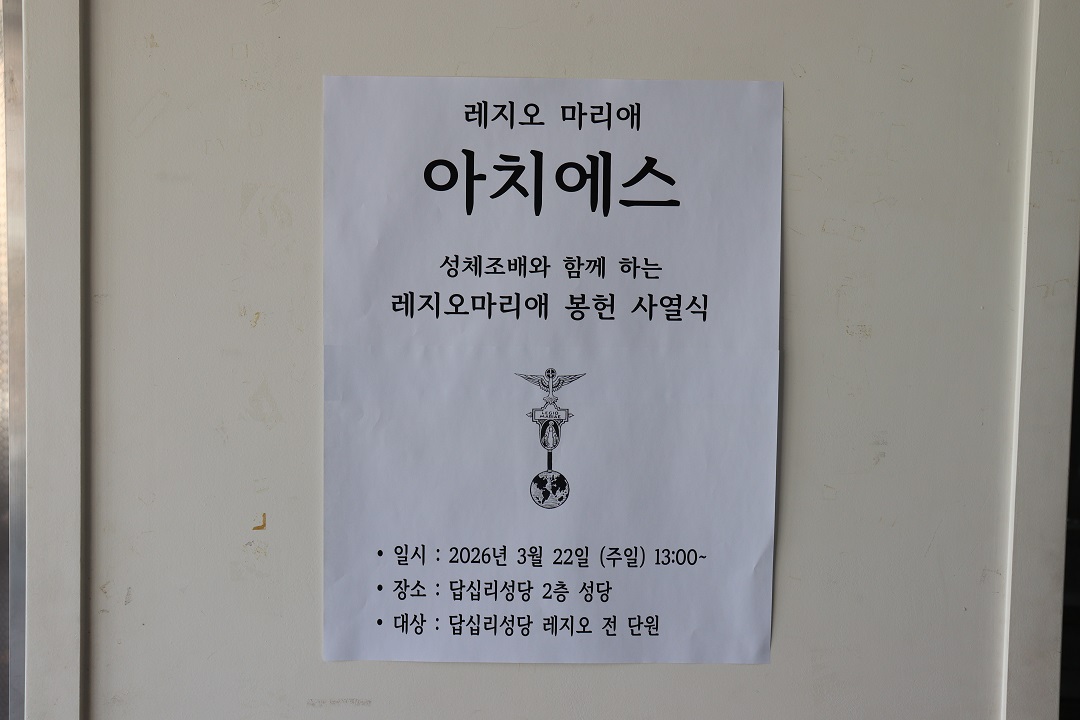 레지오 마리애
아치에스
성체조배와 함께 하는
레지오마리애 봉헌 사열식
LEGIO
MARIAE
• 일시 : 2026년 3월 22일 (주일) 13:00~
• 장소 : 답십리성당 2층 성당
• 대상 : 답십리성당 레지오 전 단원